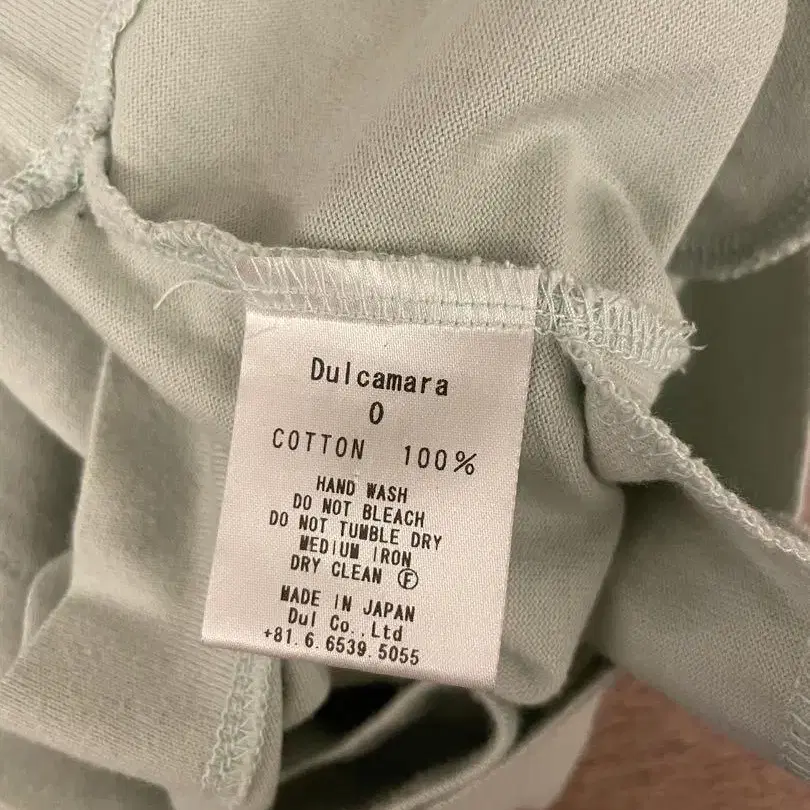 Dulcamara
0
COTTON 100%
HAND WASH
DO NOT BLEACH
DO NOT TUMBLE DRY
MEDIUM IRON
DRY CLEAN Ⓕ
MADE IN JAPAN
Dul Co.,Ltd
+81.6.6539.5055